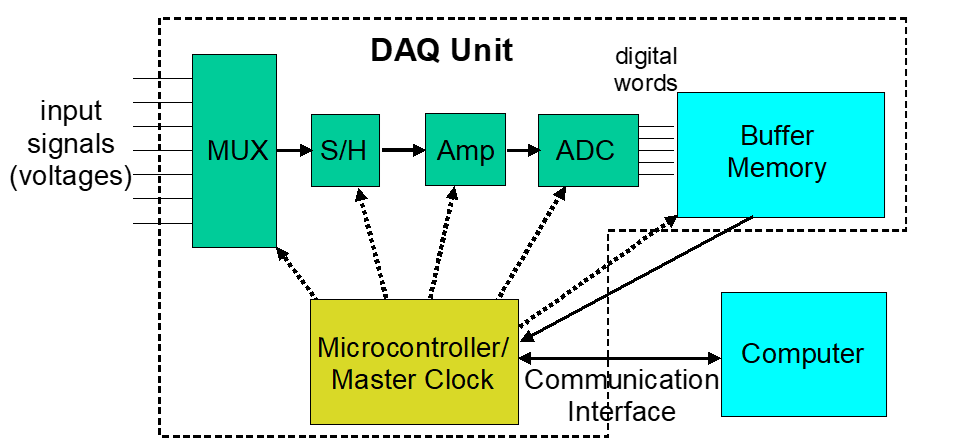 DAQ Unit
input
signals
(voltages)
MUX
S/H
Amp
ADC
digital
words
Buffer
Memory
Microcontroller/
Master Clock
Communication
Interface
Computer